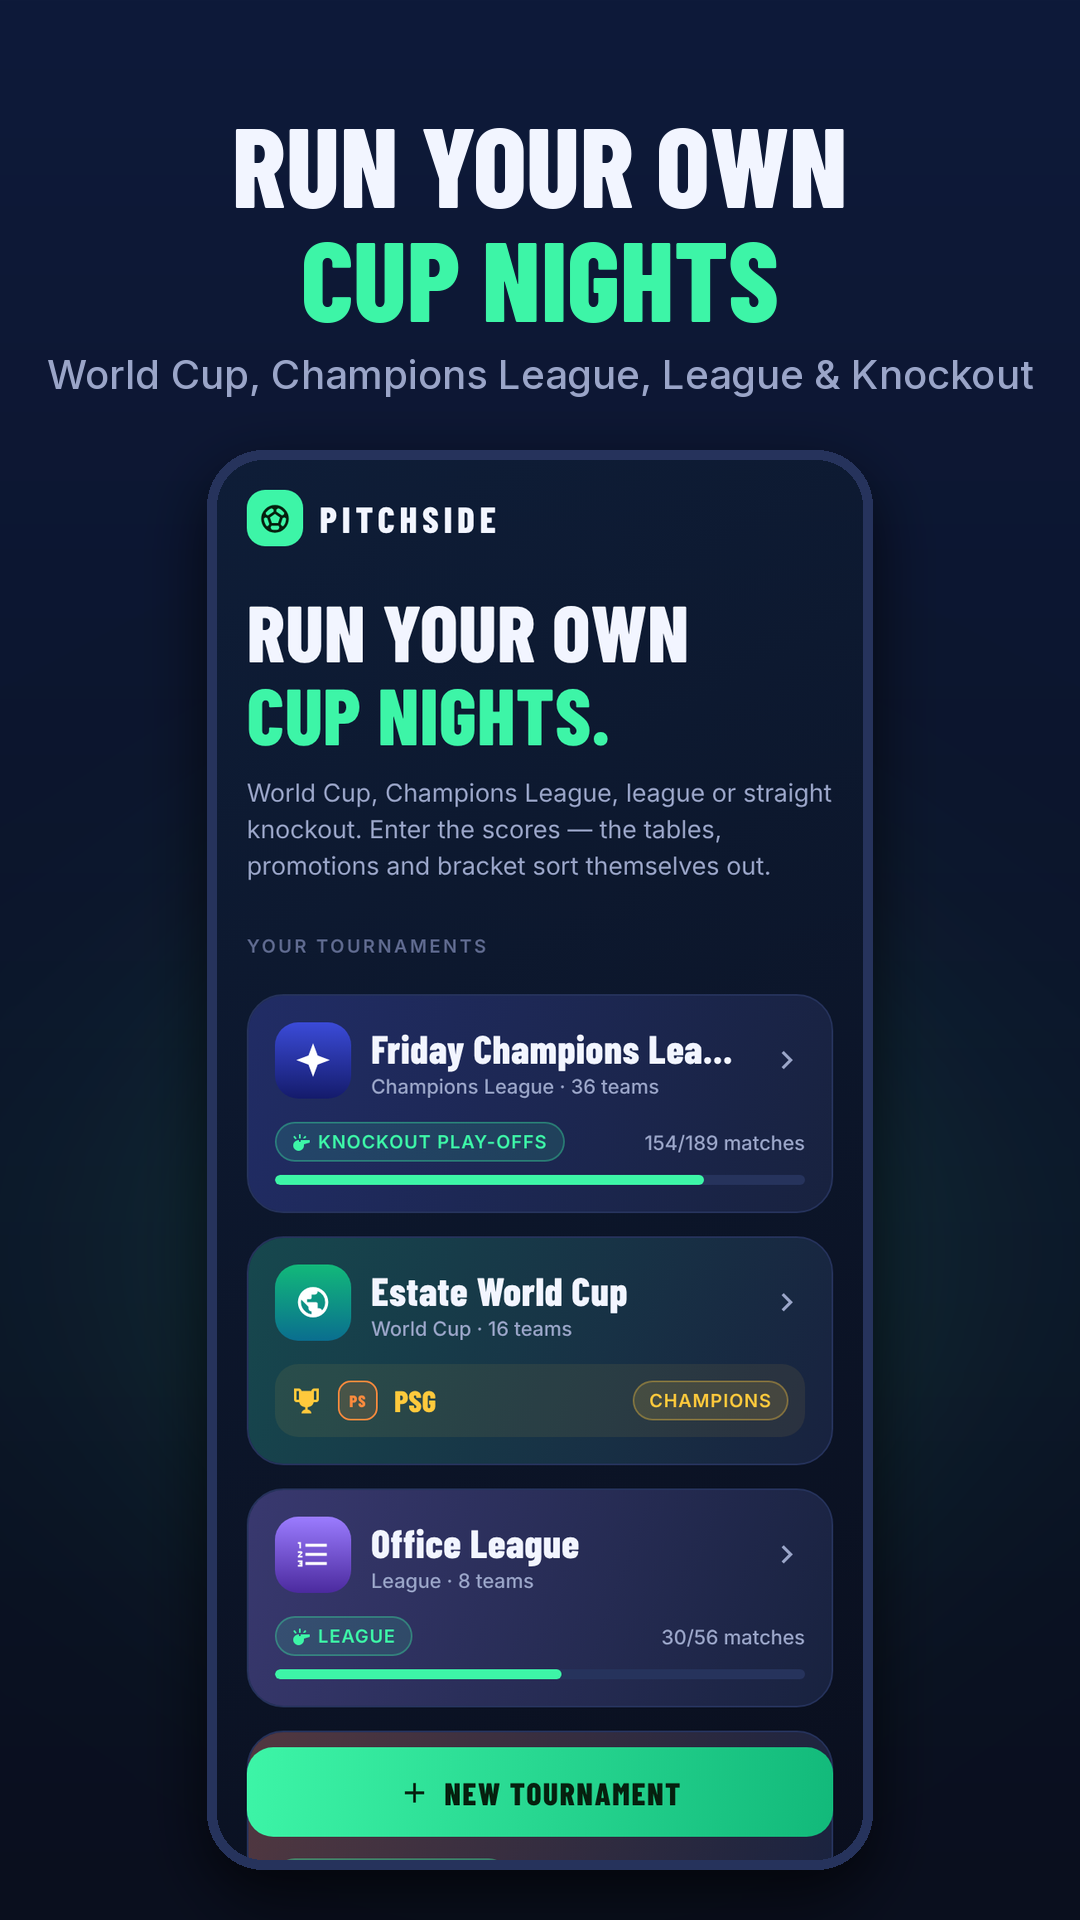 RUN YOUR OWN
CUP NIGHTS
World Cup, Champions League, League & Knockout
PITCHSIDE
RUN YOUR OWN
CUP NIGHTS.
World Cup, Champions League, league or straight
knockout. Enter the scores — the tables,
promotions and bracket sort themselves out.
YOUR TOURNAMENTS
Friday Champions Lea...
Champions League · 36 teams
KNOCKOUT PLAY-OFFS 154/189 matches
Estate World Cup
World Cup · 16 teams
PS PSG CHAMPIONS
Office League
League · 8 teams
LEAGUE 30/56 matches
+ NEW TOURNAMENT